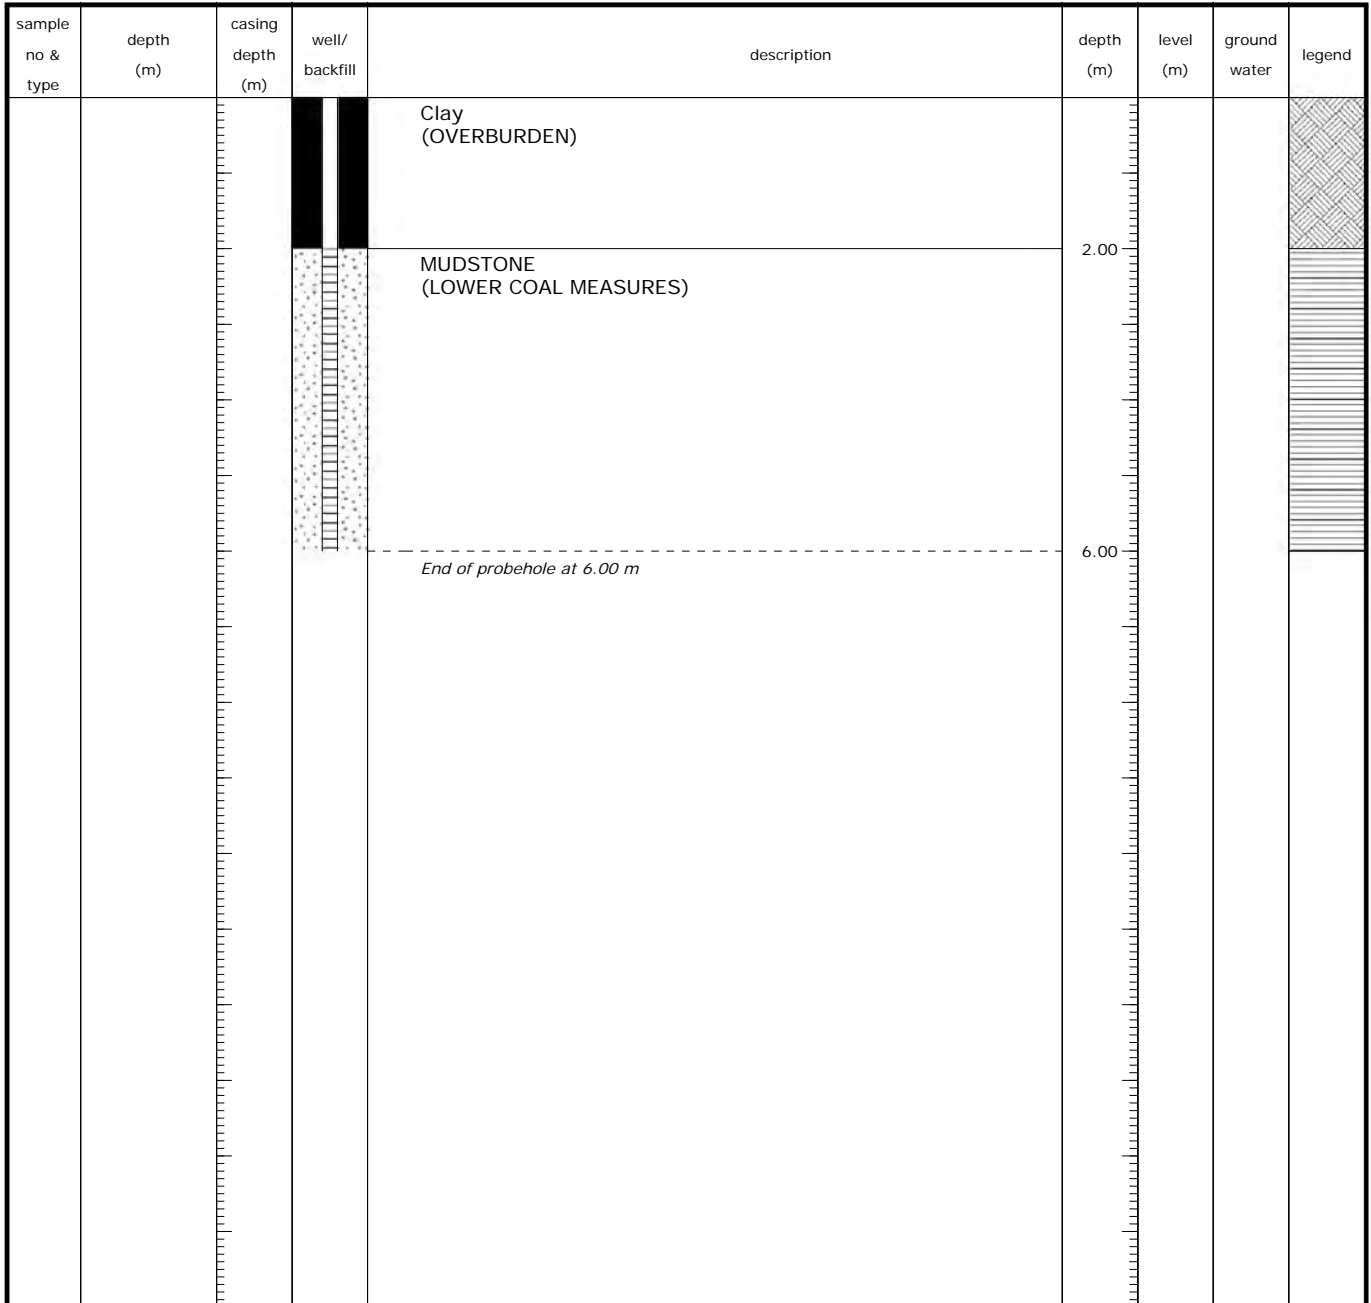 sample
no &
type
depth
(m)
casing
depth
(m)
well/
backfill
description
depth
(m)
level
(m)
ground
water
legend
Clay
(OVERBURDEN)
2.00
MUDSTONE
(LOWER COAL MEASURES)
6.00
End of probehole at 6.00 m